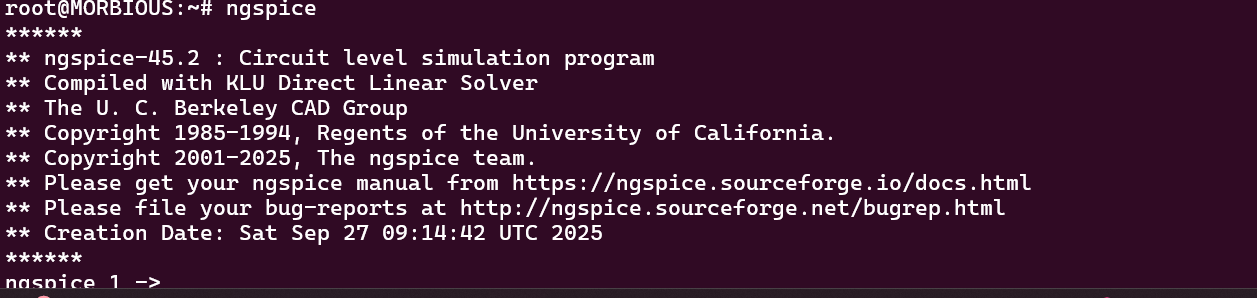 root@MORBIOUS:~# ngspice
******
** ngspice-45.2 : Circuit level simulation program
** Compiled with KLU Direct Linear Solver
** The U. C. Berkeley CAD Group
** Copyright 1985-1994, Regents of the University of California.
** Copyright 2001-2025, The ngspice team.
** Please get your ngspice manual from https://ngspice.sourceforge.io/docs.html
** Please file your bug-reports at http://ngspice.sourceforge.net/bugrep.html
** Creation Date: Sat Sep 27 09:14:42 UTC 2025
******
ngspice 1 ->